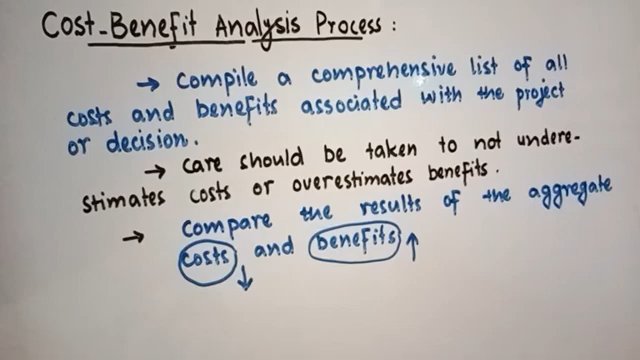 Cost-Benefit Analysis Process :
→ Compile a comprehensive list of all
costs and benefits associated with the project
or decision.
→ care should be taken to not undere-
stimates costs or overestimates benefits.
→ compare the results of the aggregate
costs ↓ and benefits ↑